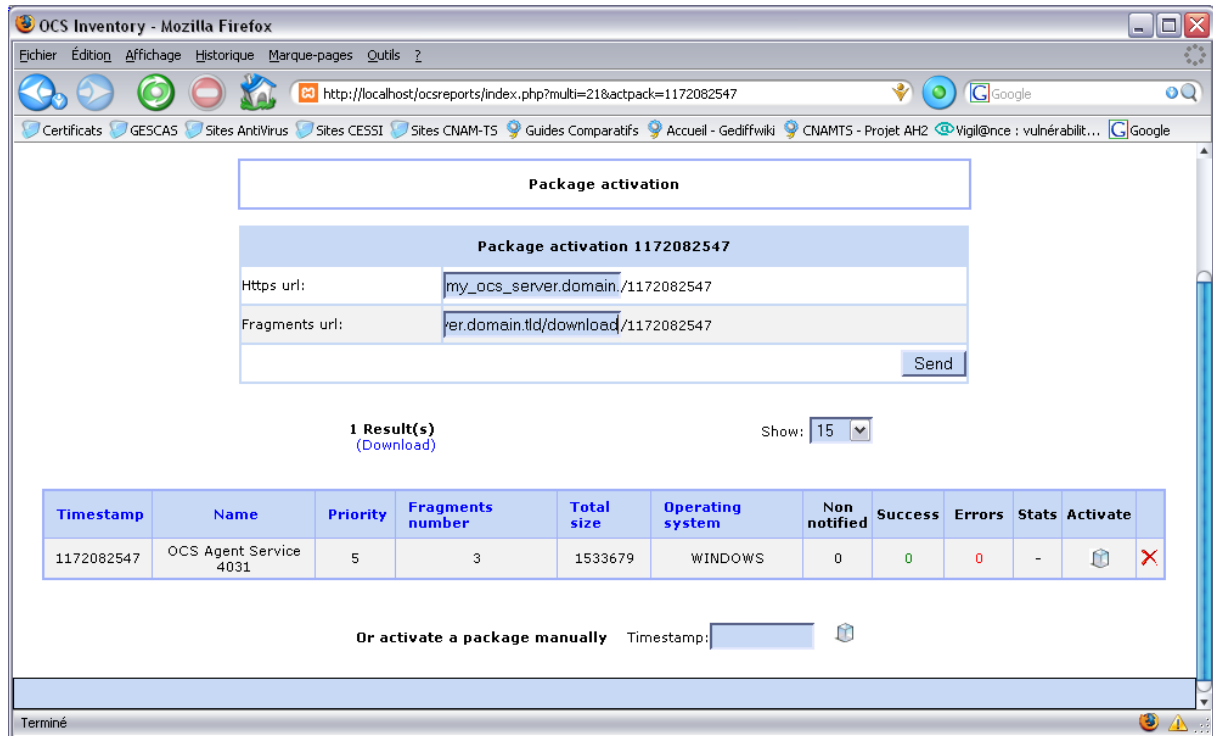 OCS Inventory - Mozilla Firefox
Fichier Édition Affichage Historique Marque-pages Outils ?
http://localhost/ocsreports/index.php?multi=21&actpack=1172082547
Google
Certificats GESCAS Sites AntiVirus Sites CESSI Sites CNAM-TS Guides Comparatifs Accueil - Gediffwiki CNAMTS - Projet AH2 Vigil@nce : vulnérabilit... Google
Package activation
Package activation 1172082547
Https url: my_ocs_server.domain. /1172082547
Fragments url: ver.domain.tld/download /1172082547
Send
1 Result(s)
(Download)
Show: 15
Timestamp Name Priority Fragments number Total size Operating system Non notified Success Errors Stats Activate
1172082547 OCS Agent Service 4031 5 3 1533679 WINDOWS 0 0 0 -
Or activate a package manually Timestamp:
Terminé